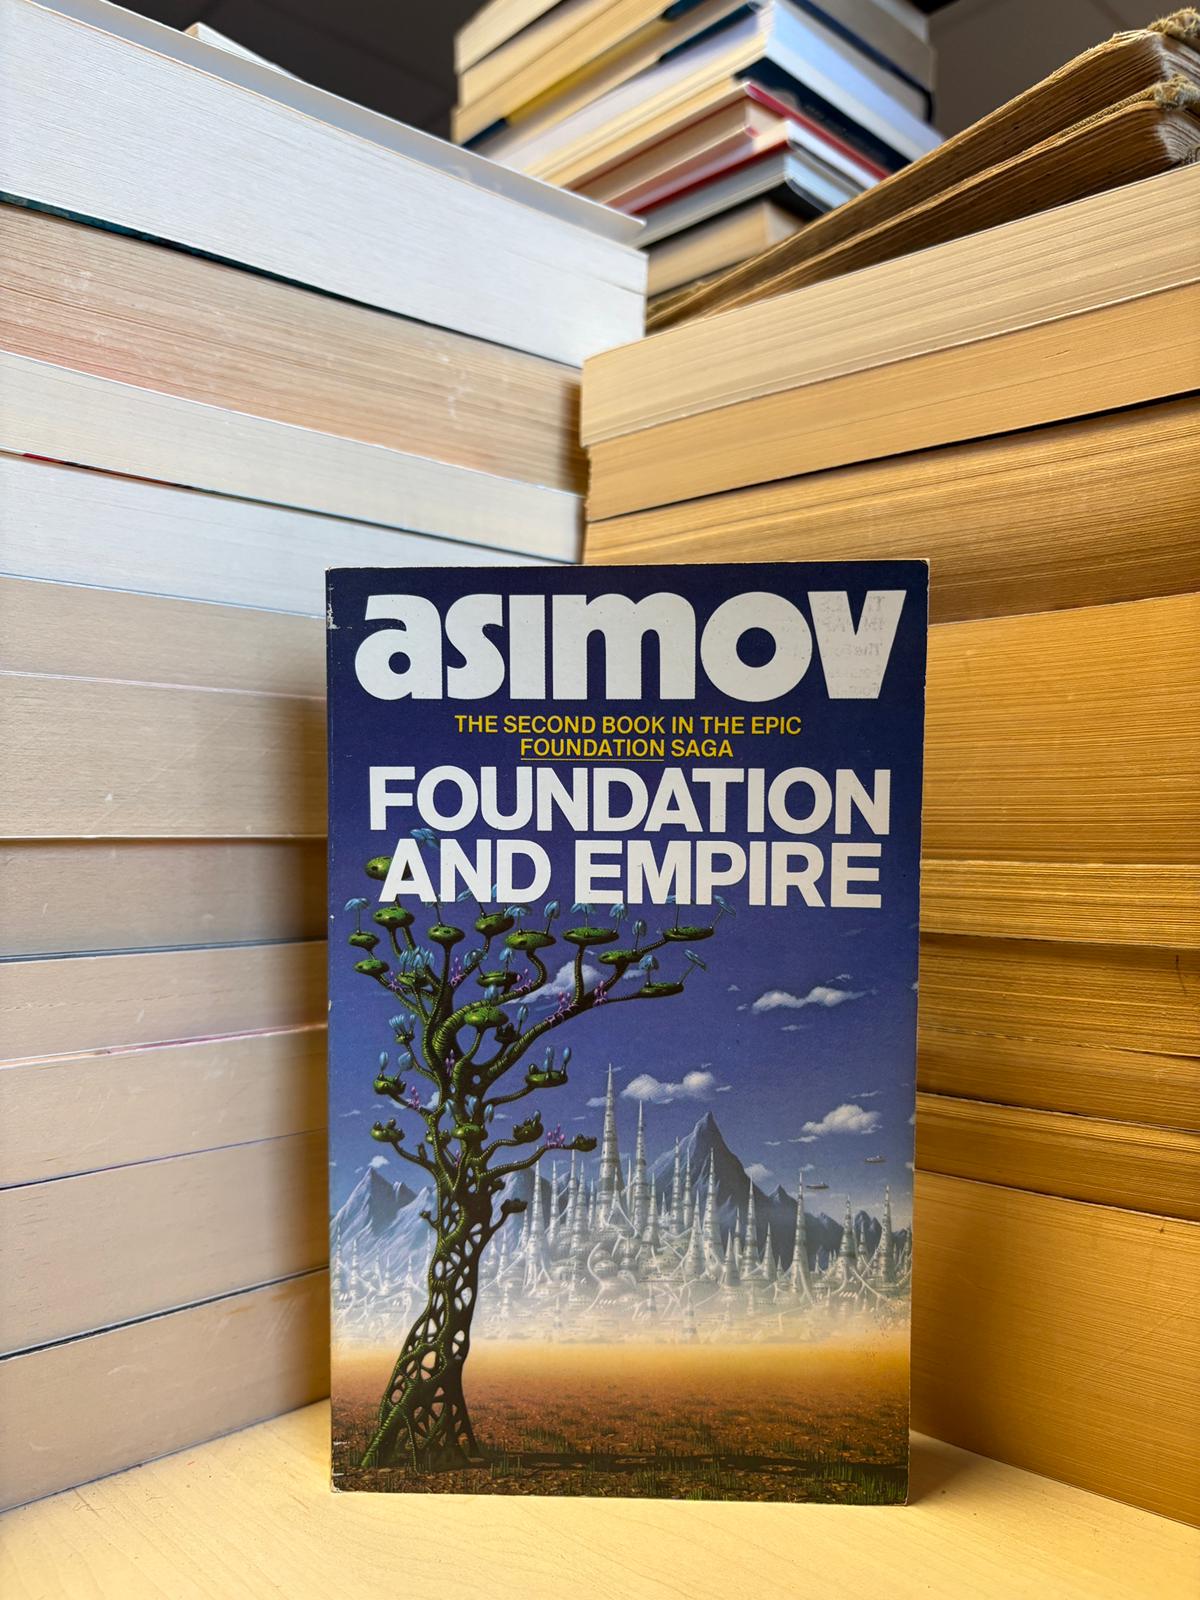 asimov
THE SECOND BOOK IN THE EPIC
FOUNDATION SAGA
FOUNDATION
AND EMPIRE